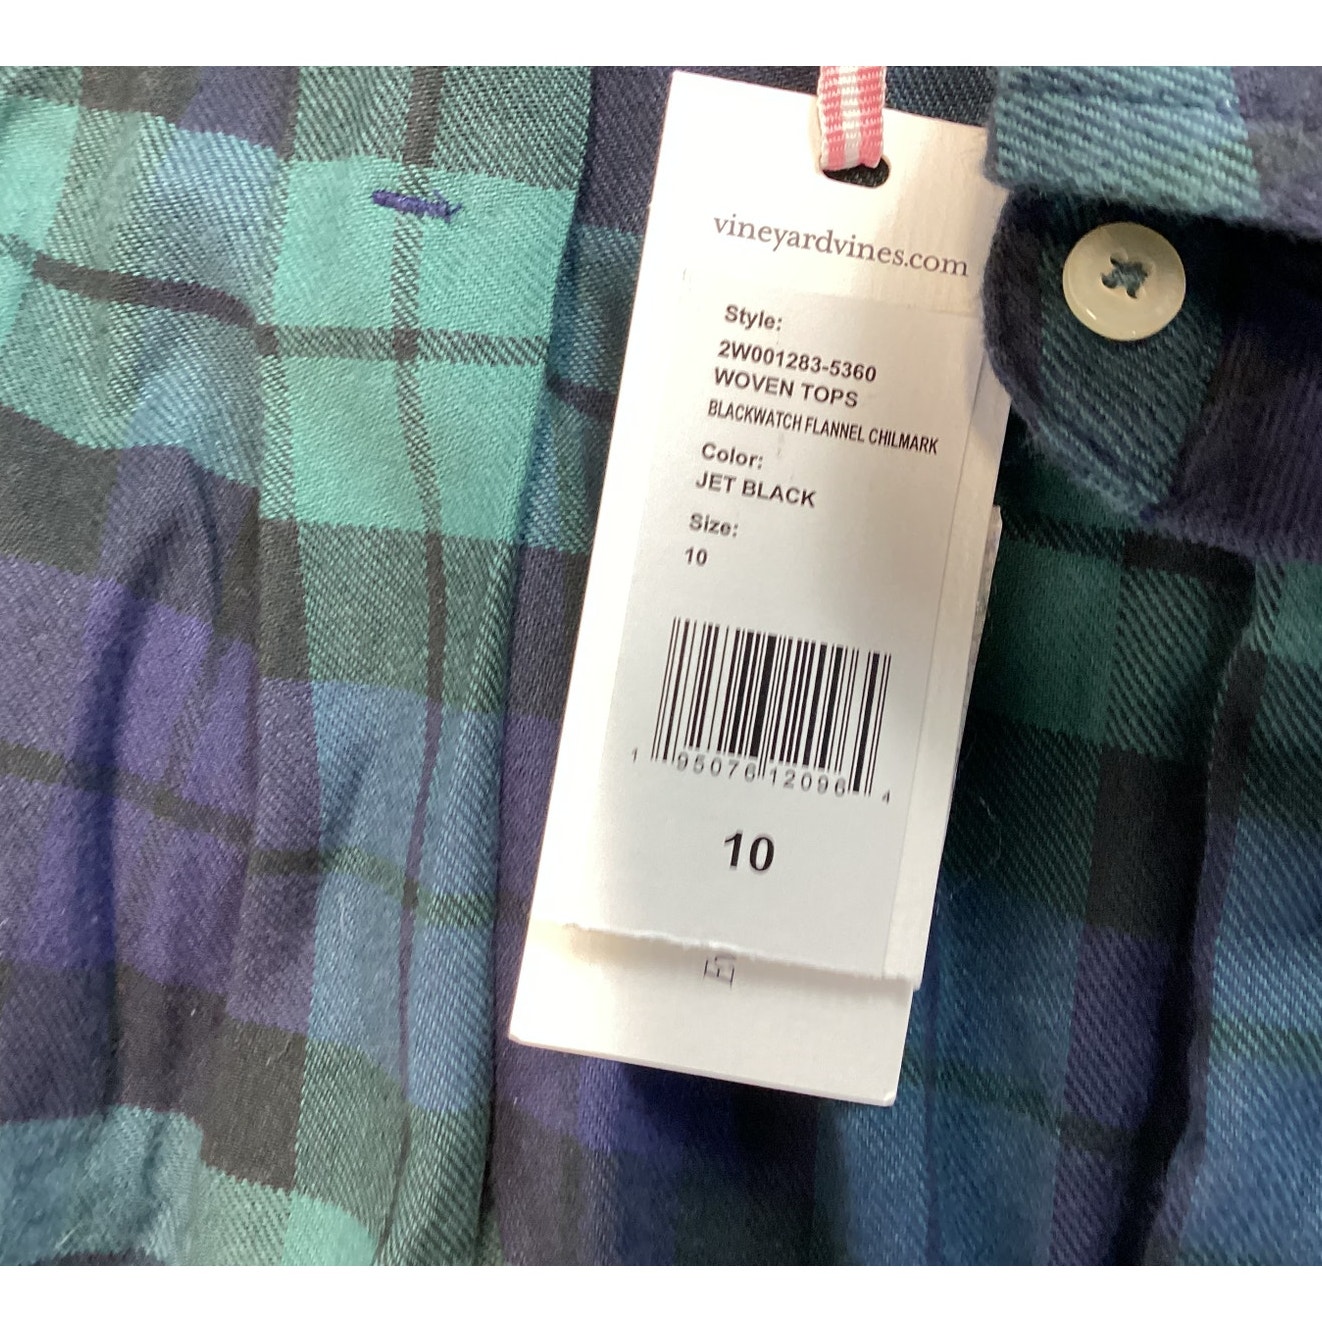 vineyardvines.com
Style:
2W001283-5360
WOVEN TOPS
BLACKWATCH FLANNEL CHILMARK
Color:
JET BLACK
Size:
10
1 95076 12096 4
10